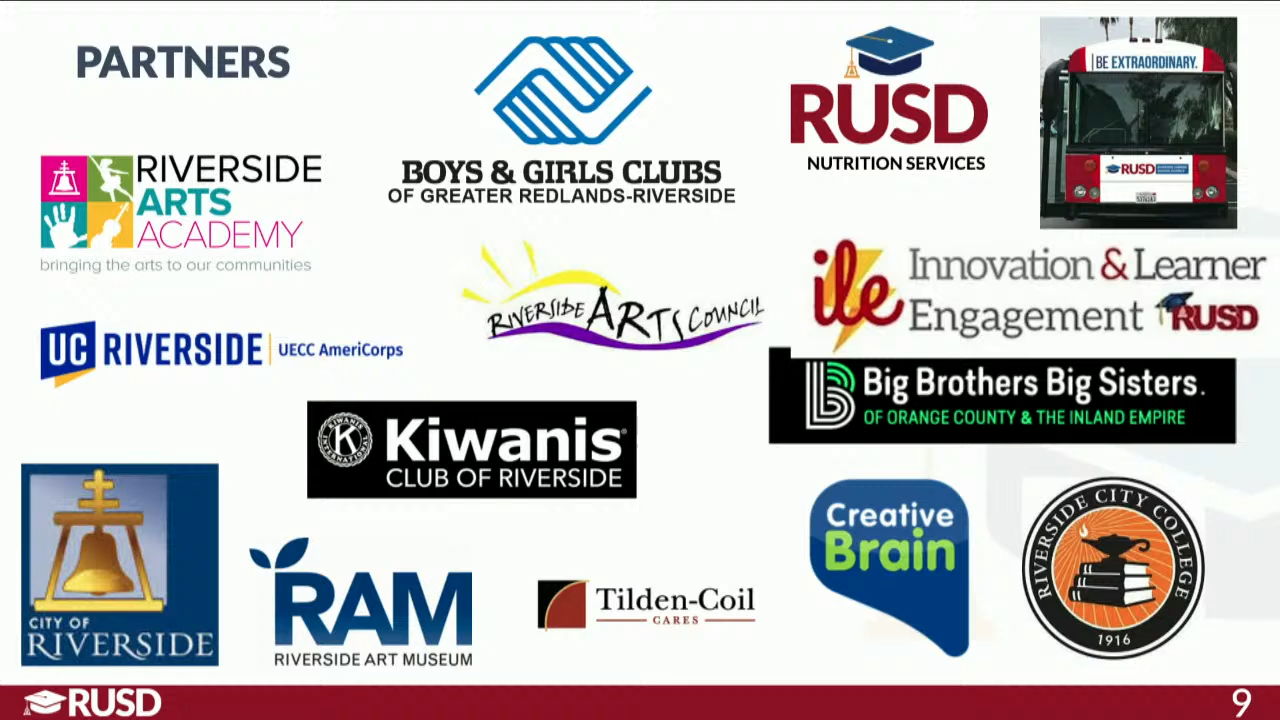 PARTNERS
BOYS & GIRLS CLUBS
OF GREATER REDLANDS-RIVERSIDE
RUSD
NUTRITION SERVICES
BE EXTRAORDINARY.
RUSD
RIVERSIDE
ARTS
ACADEMY
bringing the arts to our communities
RIVERSIDE ARTS COUNCIL
ile Innovation & Learner
Engagement RUSD
UC RIVERSIDE UECC AmeriCorps
Big Brothers Big Sisters.
OF ORANGE COUNTY & THE INLAND EMPIRE
KIWANIS
INTERNATIONAL
K
Kiwanis®
CLUB OF RIVERSIDE
CITY OF
RIVERSIDE
RAM
RIVERSIDE ART MUSEUM
Tilden-Coil
CARES
Creative
Brain
RIVERSIDE CITY COLLEGE
1916
RUSD
9